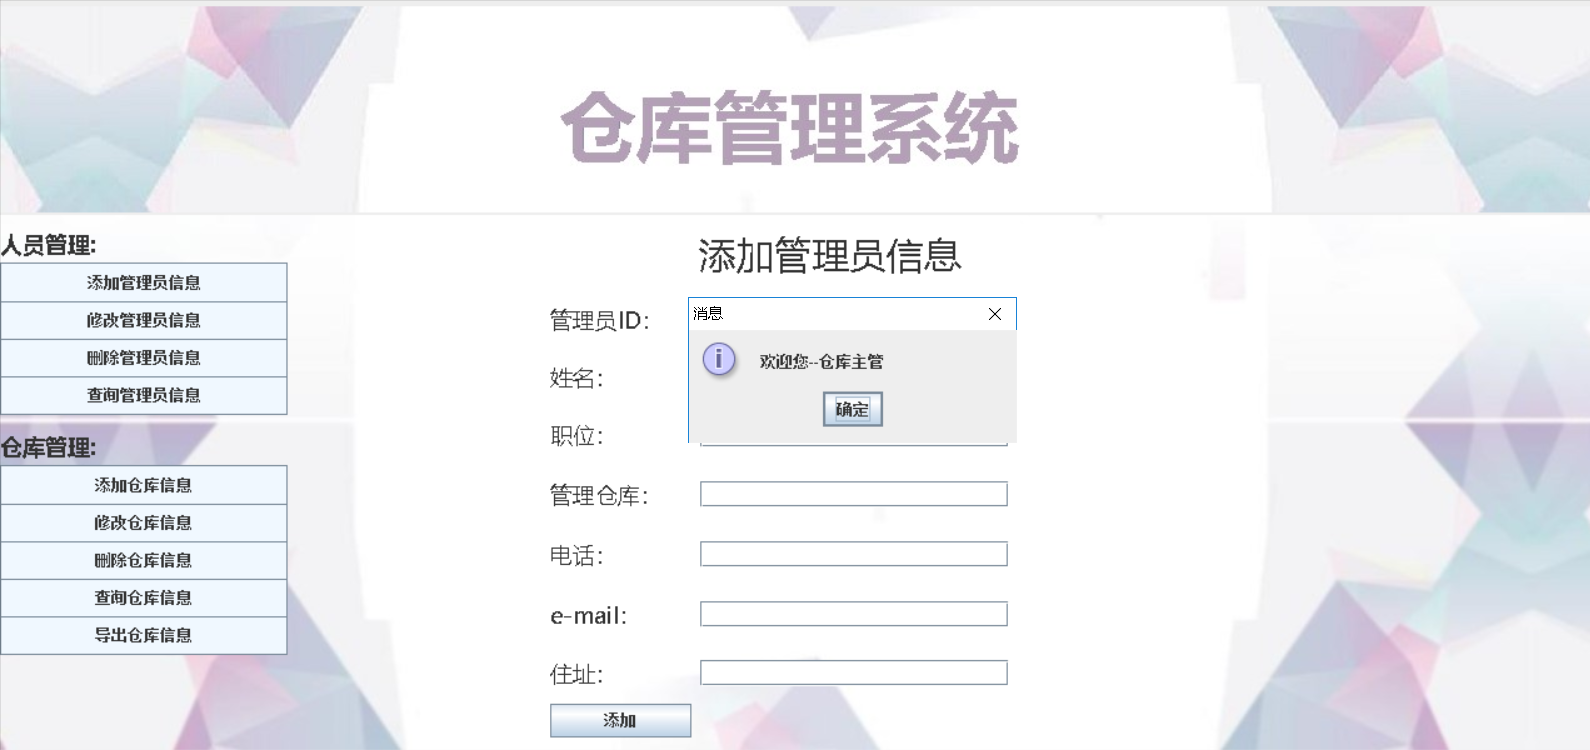 仓库管理系统
人员管理:
添加管理员信息
修改管理员信息
删除管理员信息
查询管理员信息
仓库管理:
添加仓库信息
修改仓库信息
删除仓库信息
查询仓库信息
导出仓库信息
添加管理员信息
管理员ID:
姓名:
职位:
管理仓库:
电话:
e-mail:
住址:
添加
消息
i
欢迎您--仓库主管
确定